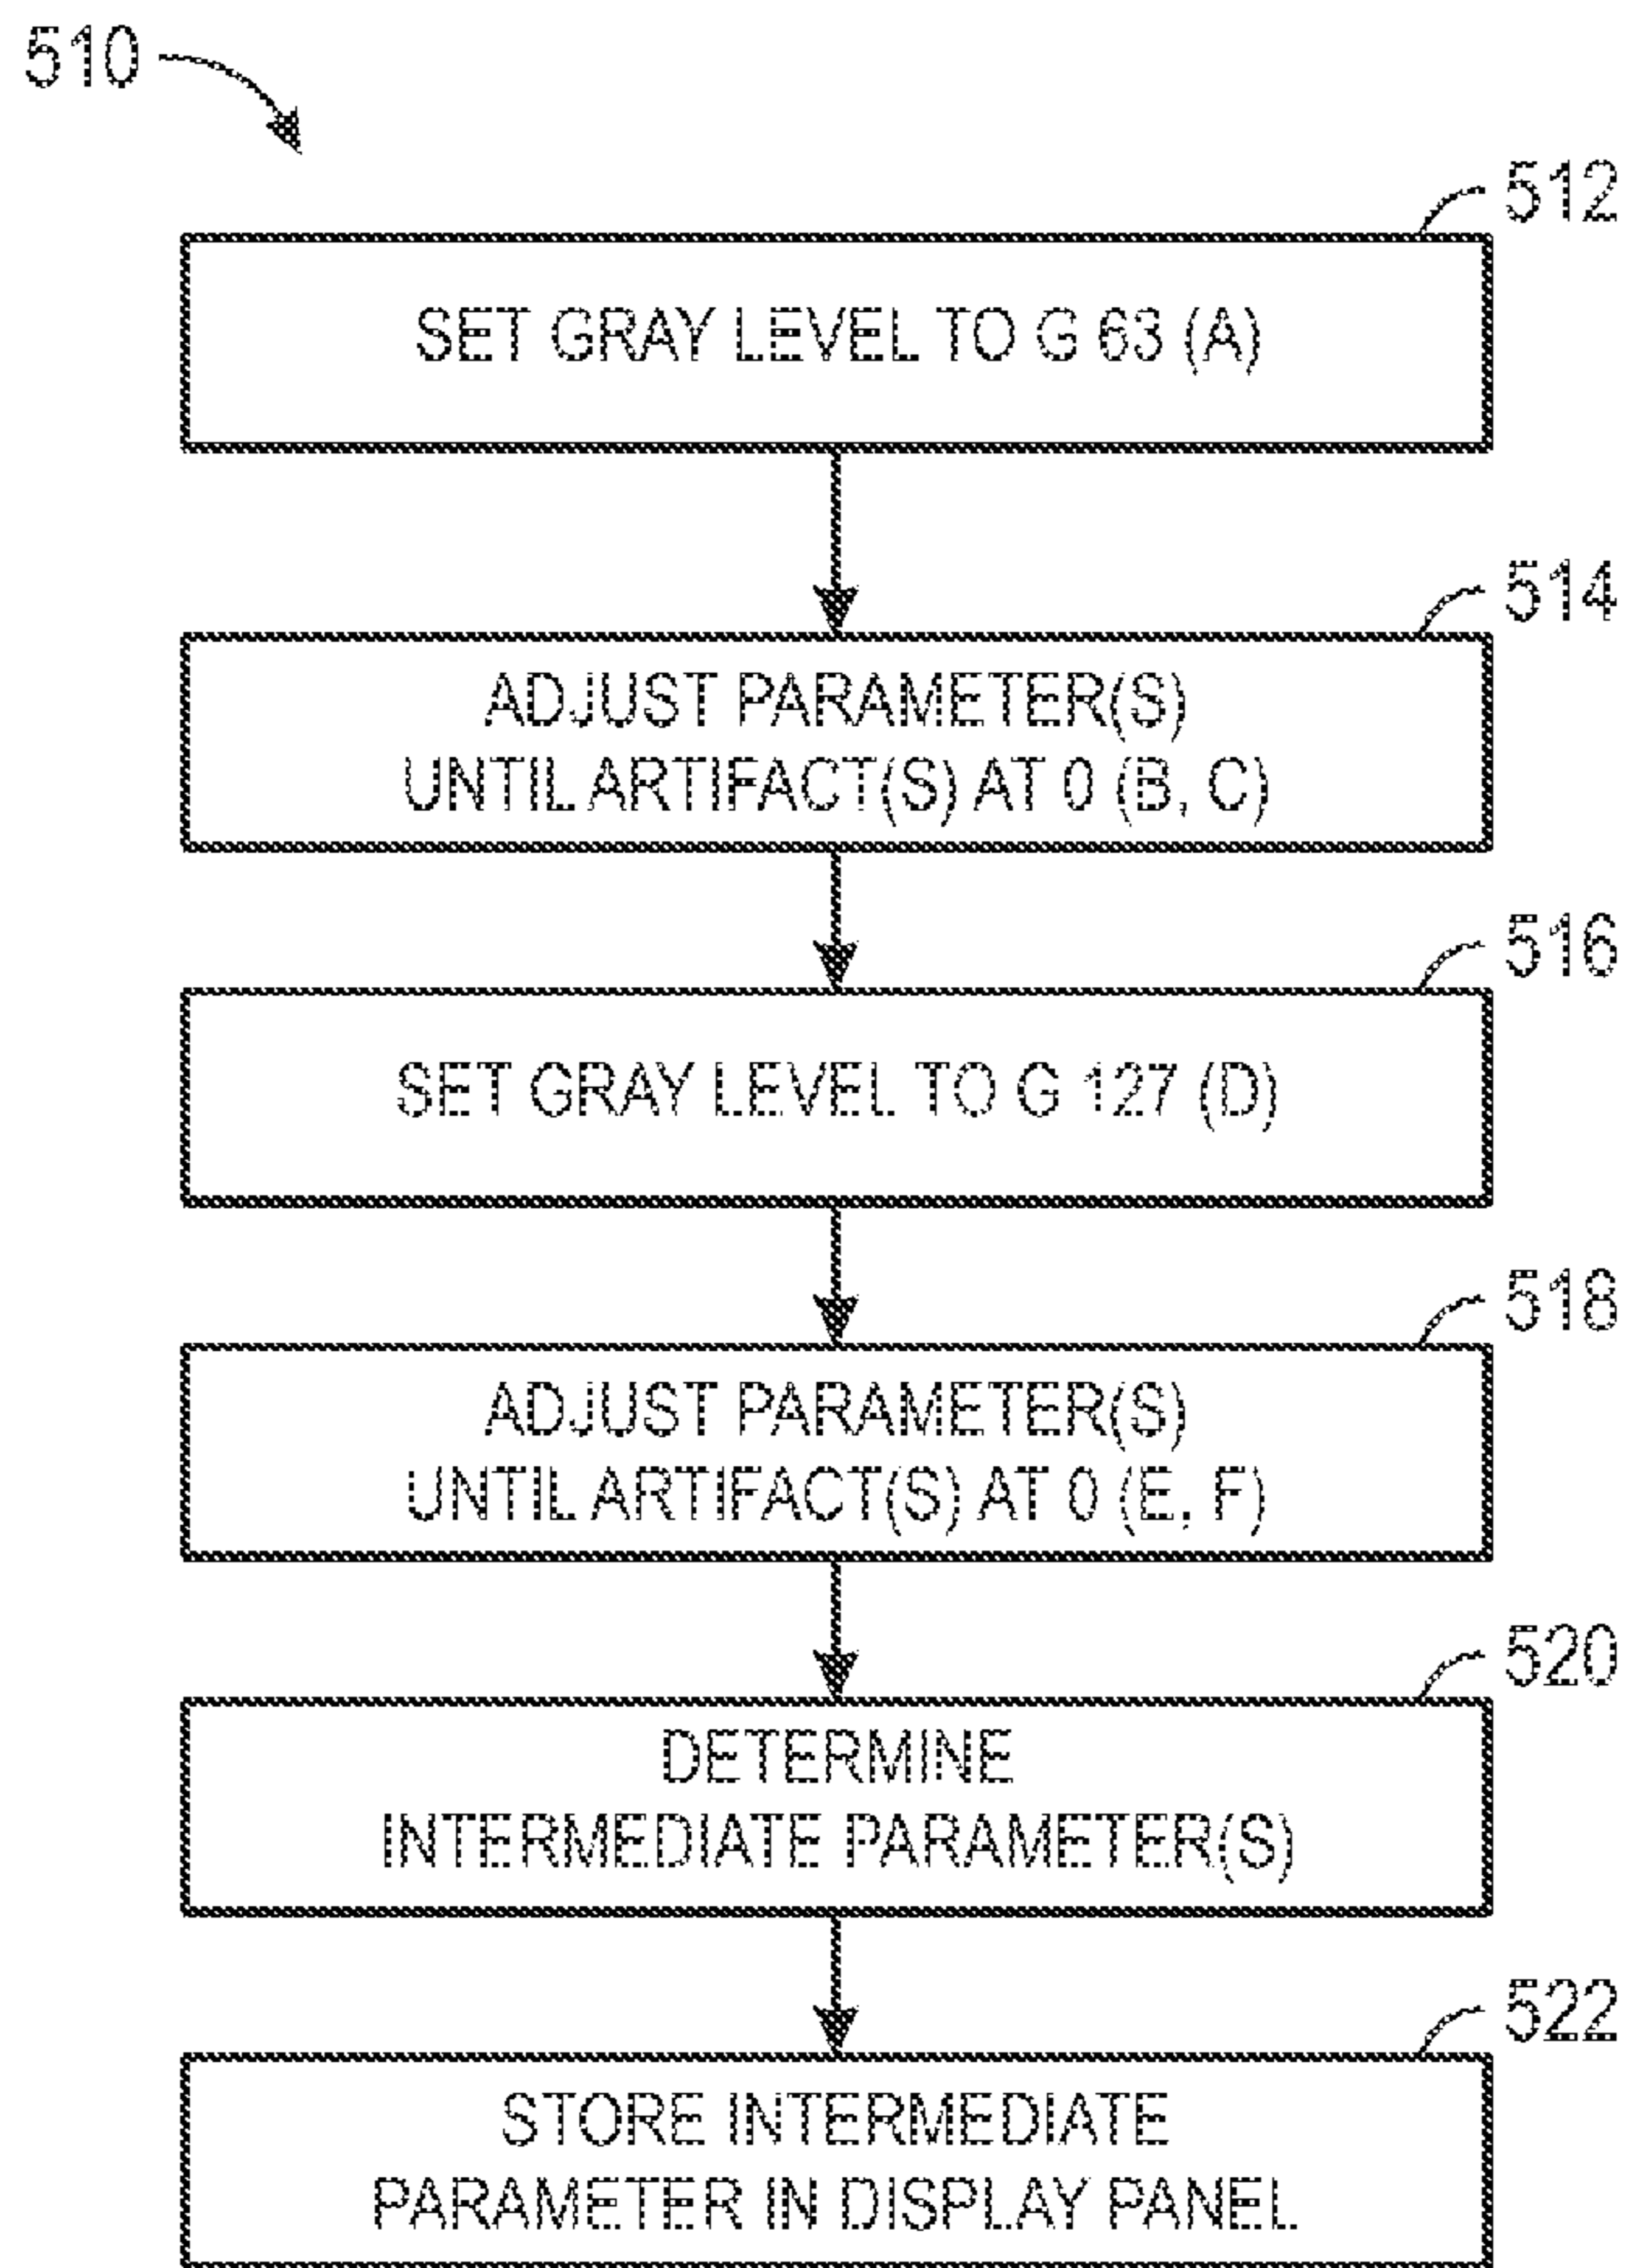 510
512
SET GRAY LEVEL TO G 63 (A)
514
ADJUST PARAMETER(S)
UNTIL ARTIFACT(S) AT 0 (B, C)
516
SET GRAY LEVEL TO G 127 (D)
518
ADJUST PARAMETER(S)
UNTIL ARTIFACT(S) AT 0 (E, F)
520
DETERMINE
INTERMEDIATE PARAMETER(S)
522
STORE INTERMEDIATE
PARAMETER IN DISPLAY PANEL